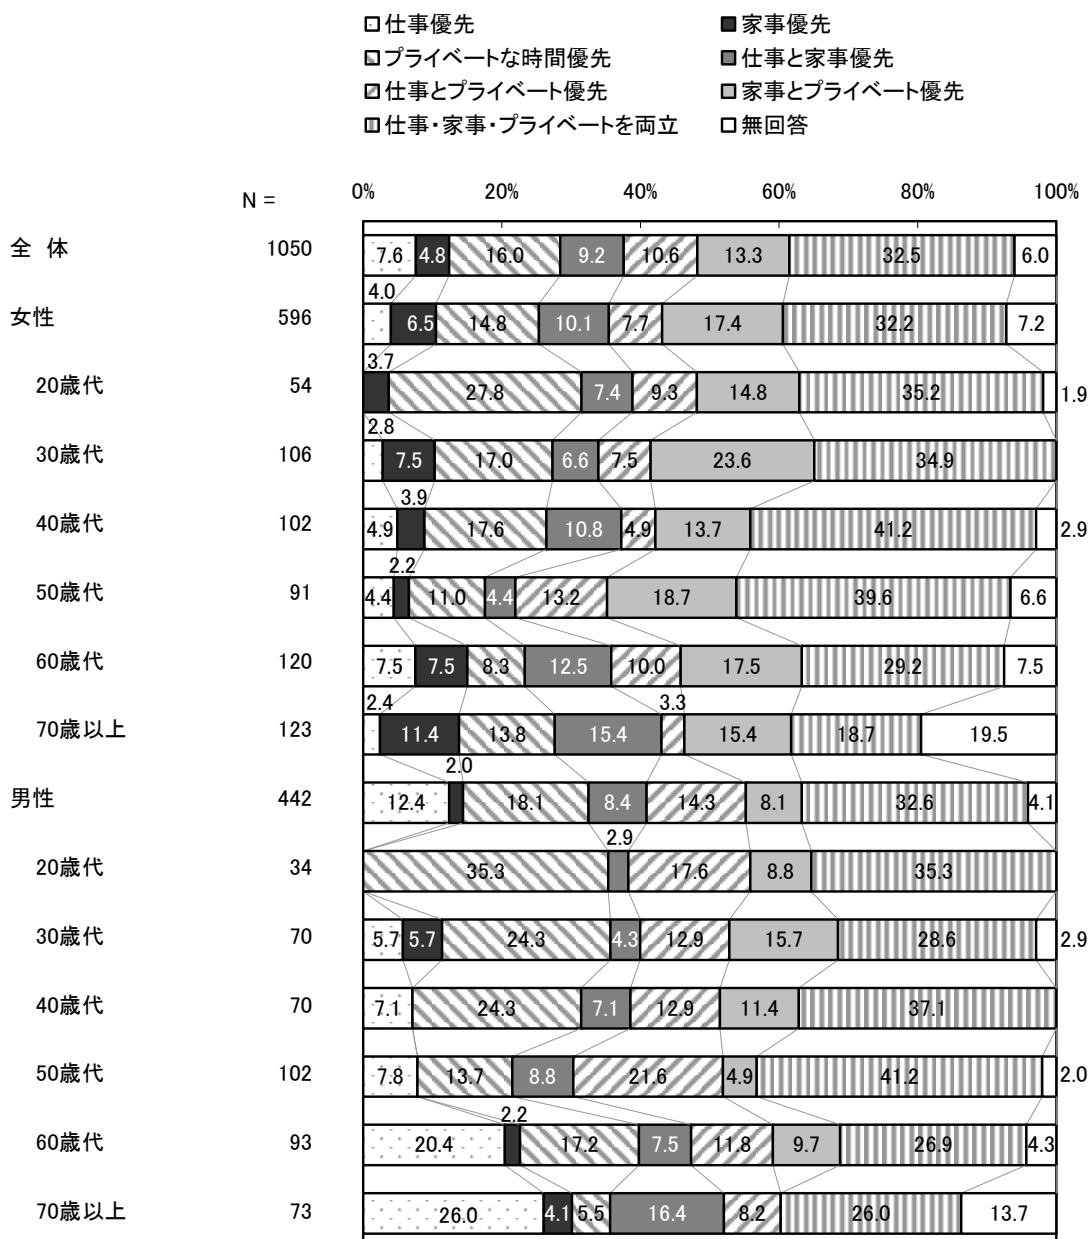 仕事優先 家事優先
プライベートな時間優先 仕事と家事優先
仕事とプライベート優先 家事とプライベート優先
仕事・家事・プライベートを両立 無回答
N = 0% 20% 40% 60% 80% 100%
全 体 1050 7.6 4.8 16.0 9.2 10.6 13.3 32.5 6.0
4.0
女性 596 6.5 14.8 10.1 7.7 17.4 32.2 7.2
3.7
20歳代 54 27.8 7.4 9.3 14.8 35.2 1.9
2.8
30歳代 106 7.5 17.0 6.6 7.5 23.6 34.9
3.9
40歳代 102 4.9 17.6 10.8 4.9 13.7 41.2 2.9
2.2
50歳代 91 4.4 11.0 4.4 13.2 18.7 39.6 6.6
60歳代 120 7.5 7.5 8.3 12.5 10.0 17.5 29.2 7.5
2.4 3.3
70歳以上 123 11.4 13.8 15.4 15.4 18.7 19.5
2.0
男性 442 12.4 18.1 8.4 14.3 8.1 32.6 4.1
2.9
20歳代 34 35.3 17.6 8.8 35.3
30歳代 70 5.7 5.7 24.3 4.3 12.9 15.7 28.6 2.9
40歳代 70 7.1 24.3 7.1 12.9 11.4 37.1
50歳代 102 7.8 13.7 8.8 21.6 4.9 41.2 2.0
2.2
60歳代 93 20.4 17.2 7.5 11.8 9.7 26.9 4.3
70歳以上 73 26.0 4.1 5.5 16.4 8.2 26.0 13.7